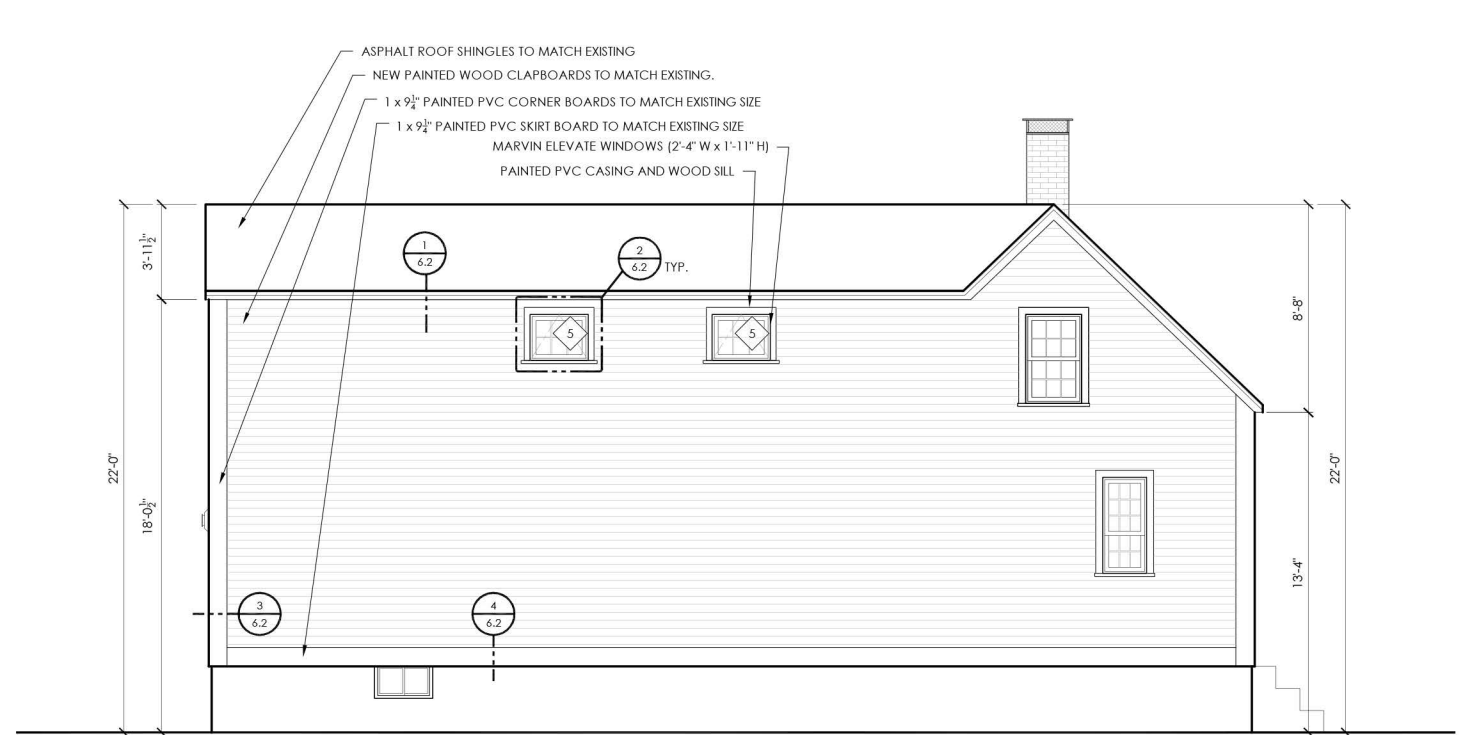 ASPHALT ROOF SHINGLES TO MATCH EXISTING
NEW PAINTED WOOD CLAPBOARDS TO MATCH EXISTING.
1 x 9¼" PAINTED PVC CORNER BOARDS TO MATCH EXISTING SIZE
1 x 9¼" PAINTED PVC SKIRT BOARD TO MATCH EXISTING SIZE
MARVIN ELEVATE WINDOWS (2'-4" W x 1'-11" H)
PAINTED PVC CASING AND WOOD SILL
3'-11½"
1
6.2
2
6.2
TYP.
5
5
8'-8"
22'-0"
18'-0½"
22'-0"
13'-4"
3
6.2
4
6.2